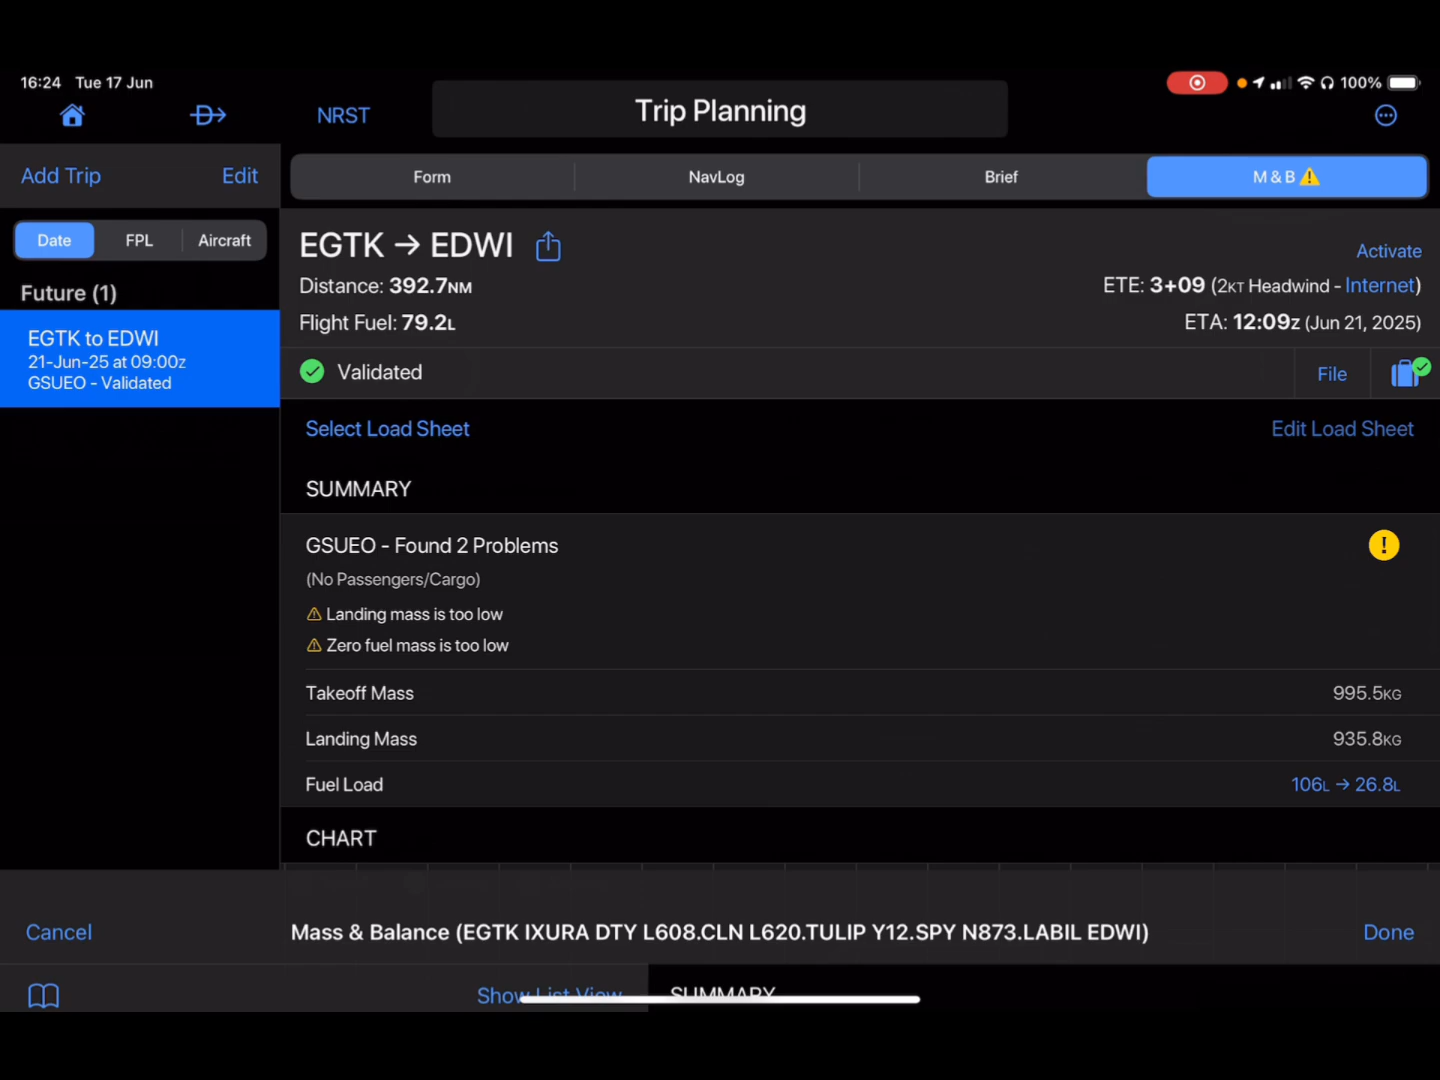 16:24 Tue 17 Jun
100%
NRST
Trip Planning
Add Trip Edit
Form NavLog Brief M & B
Date FPL Aircraft
EGTK → EDWI
Activate
Future (1)
Distance: 392.7NM
ETE: 3+09 (2KT Headwind - Internet)
Flight Fuel: 79.2L
ETA: 12:09Z (Jun 21, 2025)
EGTK to EDWI
21-Jun-25 at 09:00z
GSUEO - Validated
Validated
File
Select Load Sheet
Edit Load Sheet
SUMMARY
GSUEO - Found 2 Problems
(No Passengers/Cargo)
Landing mass is too low
Zero fuel mass is too low
Takeoff Mass 995.5KG
Landing Mass 935.8KG
Fuel Load 106L → 26.8L
CHART
Cancel
Mass & Balance (EGTK IXURA DTY L608.CLN L620.TULIP Y12.SPY N873.LABIL EDWI)
Done
Show List View
SUMMARY